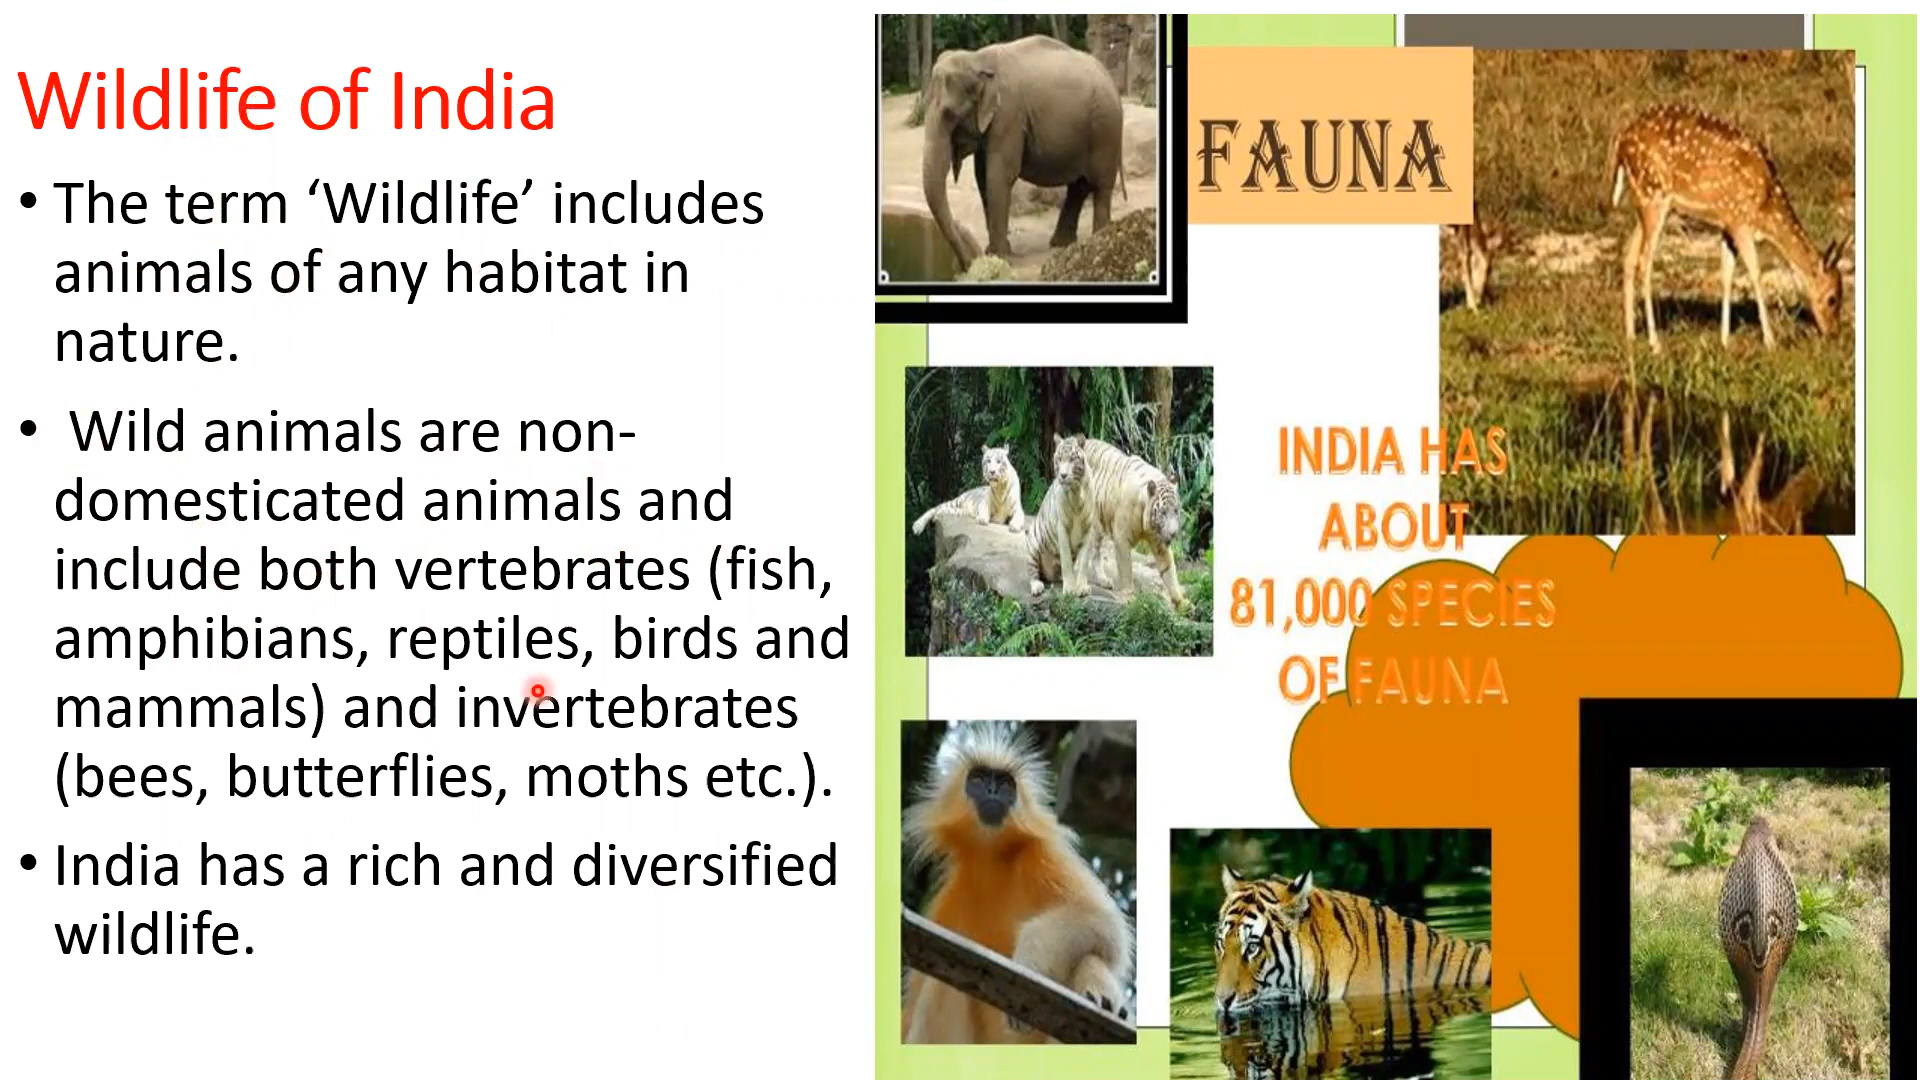 Wildlife of India
• The term ‘Wildlife’ includes
animals of any habitat in
nature.
• Wild animals are non-
domesticated animals and
include both vertebrates (fish,
amphibians, reptiles, birds and
mammals) and invertebrates
(bees, butterflies, moths etc.).
• India has a rich and diversified
wildlife.
FAUNA
INDIA HAS
ABOUT
81,000 SPECIES
OF FAUNA